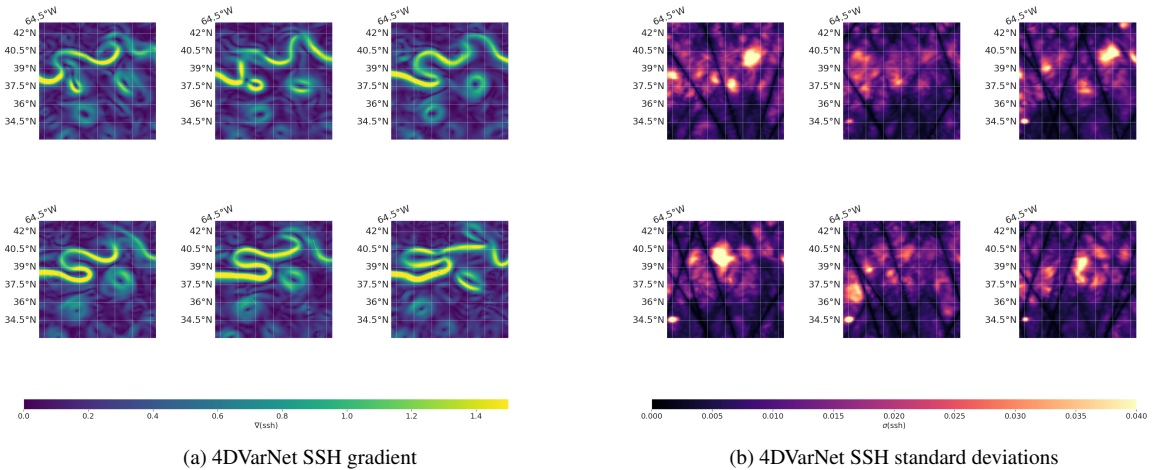 64.5°W
42°N
40.5°N
39°N
37.5°N
36°N
34.5°N
64.5°W
42°N
40.5°N
39°N
37.5°N
36°N
34.5°N
64.5°W
42°N
40.5°N
39°N
37.5°N
36°N
34.5°N
64.5°W
42°N
40.5°N
39°N
37.5°N
36°N
34.5°N
64.5°W
42°N
40.5°N
39°N
37.5°N
36°N
34.5°N
64.5°W
42°N
40.5°N
39°N
37.5°N
36°N
34.5°N
0.0 0.2 0.4 0.6 0.8 1.0 1.2 1.4
∇(ssh)
(a) 4DVarNet SSH gradient
64.5°W
42°N
40.5°N
39°N
37.5°N
36°N
34.5°N
64.5°W
42°N
40.5°N
39°N
37.5°N
36°N
34.5°N
64.5°W
42°N
40.5°N
39°N
37.5°N
36°N
34.5°N
64.5°W
42°N
40.5°N
39°N
37.5°N
36°N
34.5°N
64.5°W
42°N
40.5°N
39°N
37.5°N
36°N
34.5°N
64.5°W
42°N
40.5°N
39°N
37.5°N
36°N
34.5°N
0.000 0.005 0.010 0.015 0.020 0.025 0.030 0.035 0.040
σ(ssh)
(b) 4DVarNet SSH standard deviations